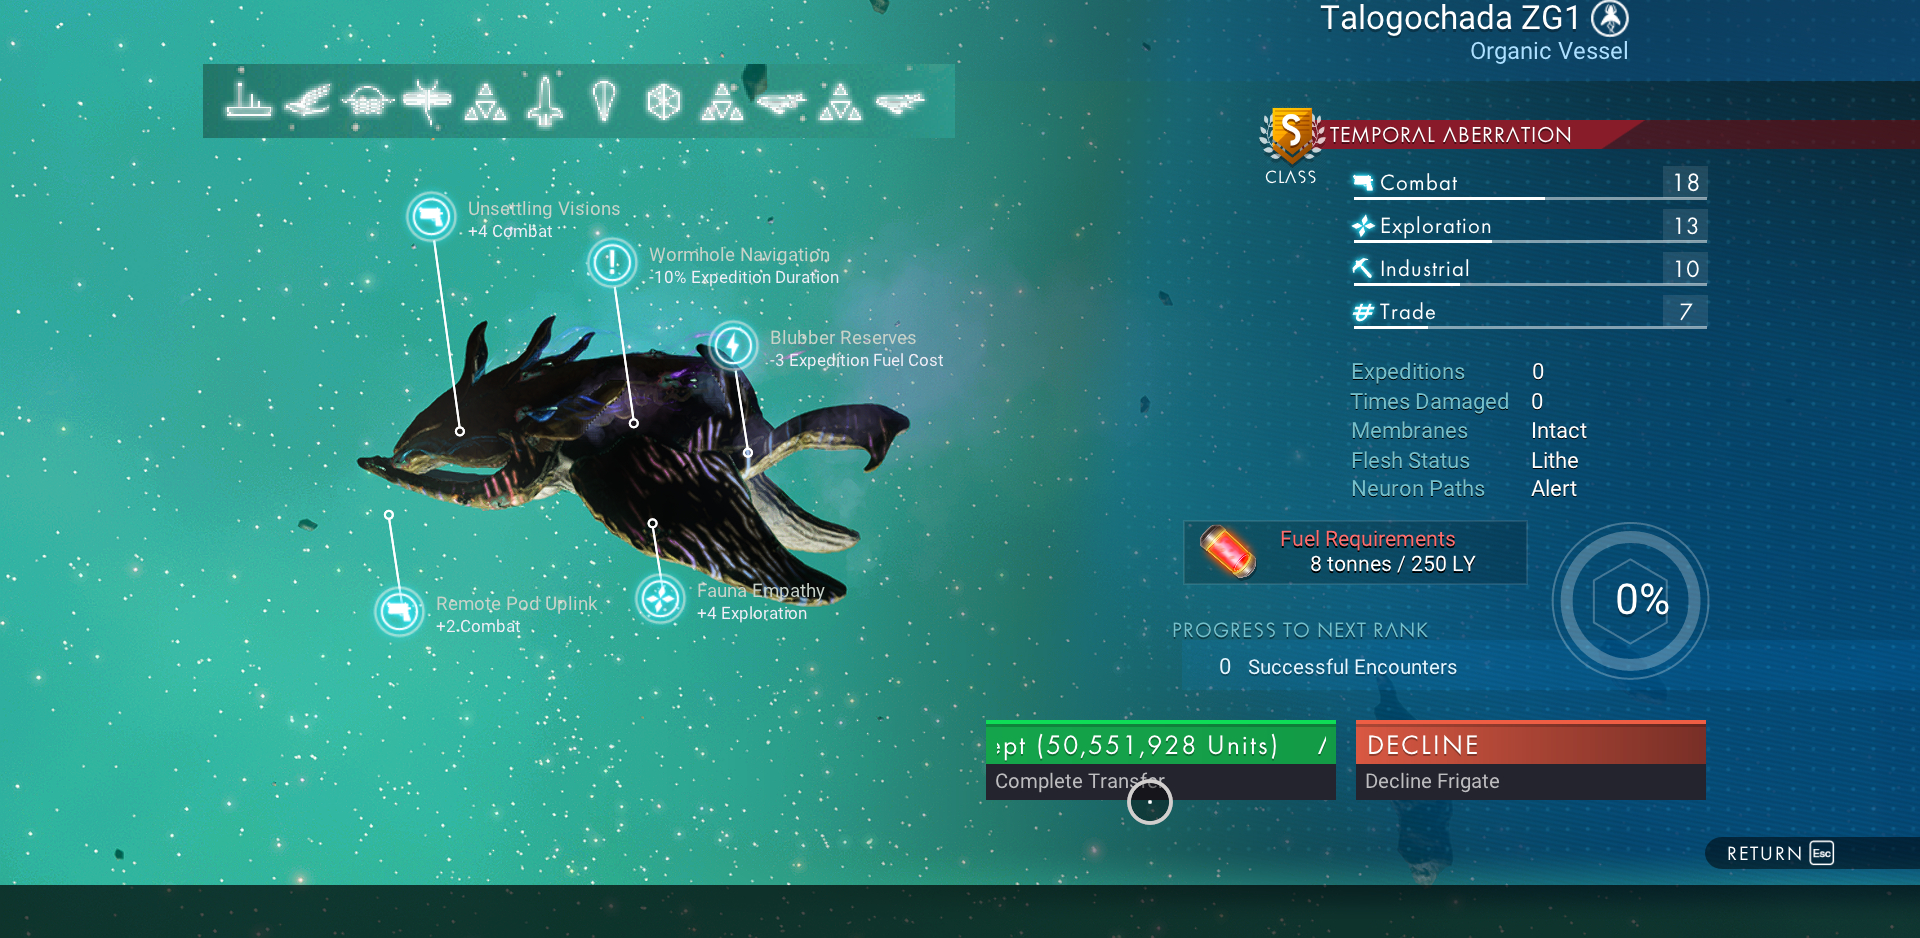 Talogochada ZG1
Organic Vessel
S
CLASS
TEMPORAL ABERRATION
Combat 18
Exploration 13
Industrial 10
Trade 7
Unsettling Visions
+4 Combat
Wormhole Navigation
-10% Expedition Duration
Blubber Reserves
-3 Expedition Fuel Cost
Remote Pod Uplink
+2 Combat
Fauna Empathy
+4 Exploration
Expeditions 0
Times Damaged 0
Membranes Intact
Flesh Status Lithe
Neuron Paths Alert
Fuel Requirements
8 tonnes / 250 LY
0%
PROGRESS TO NEXT RANK
0 Successful Encounters
ept (50,551,928 Units)
Complete Transfer
DECLINE
Decline Frigate
RETURN Esc